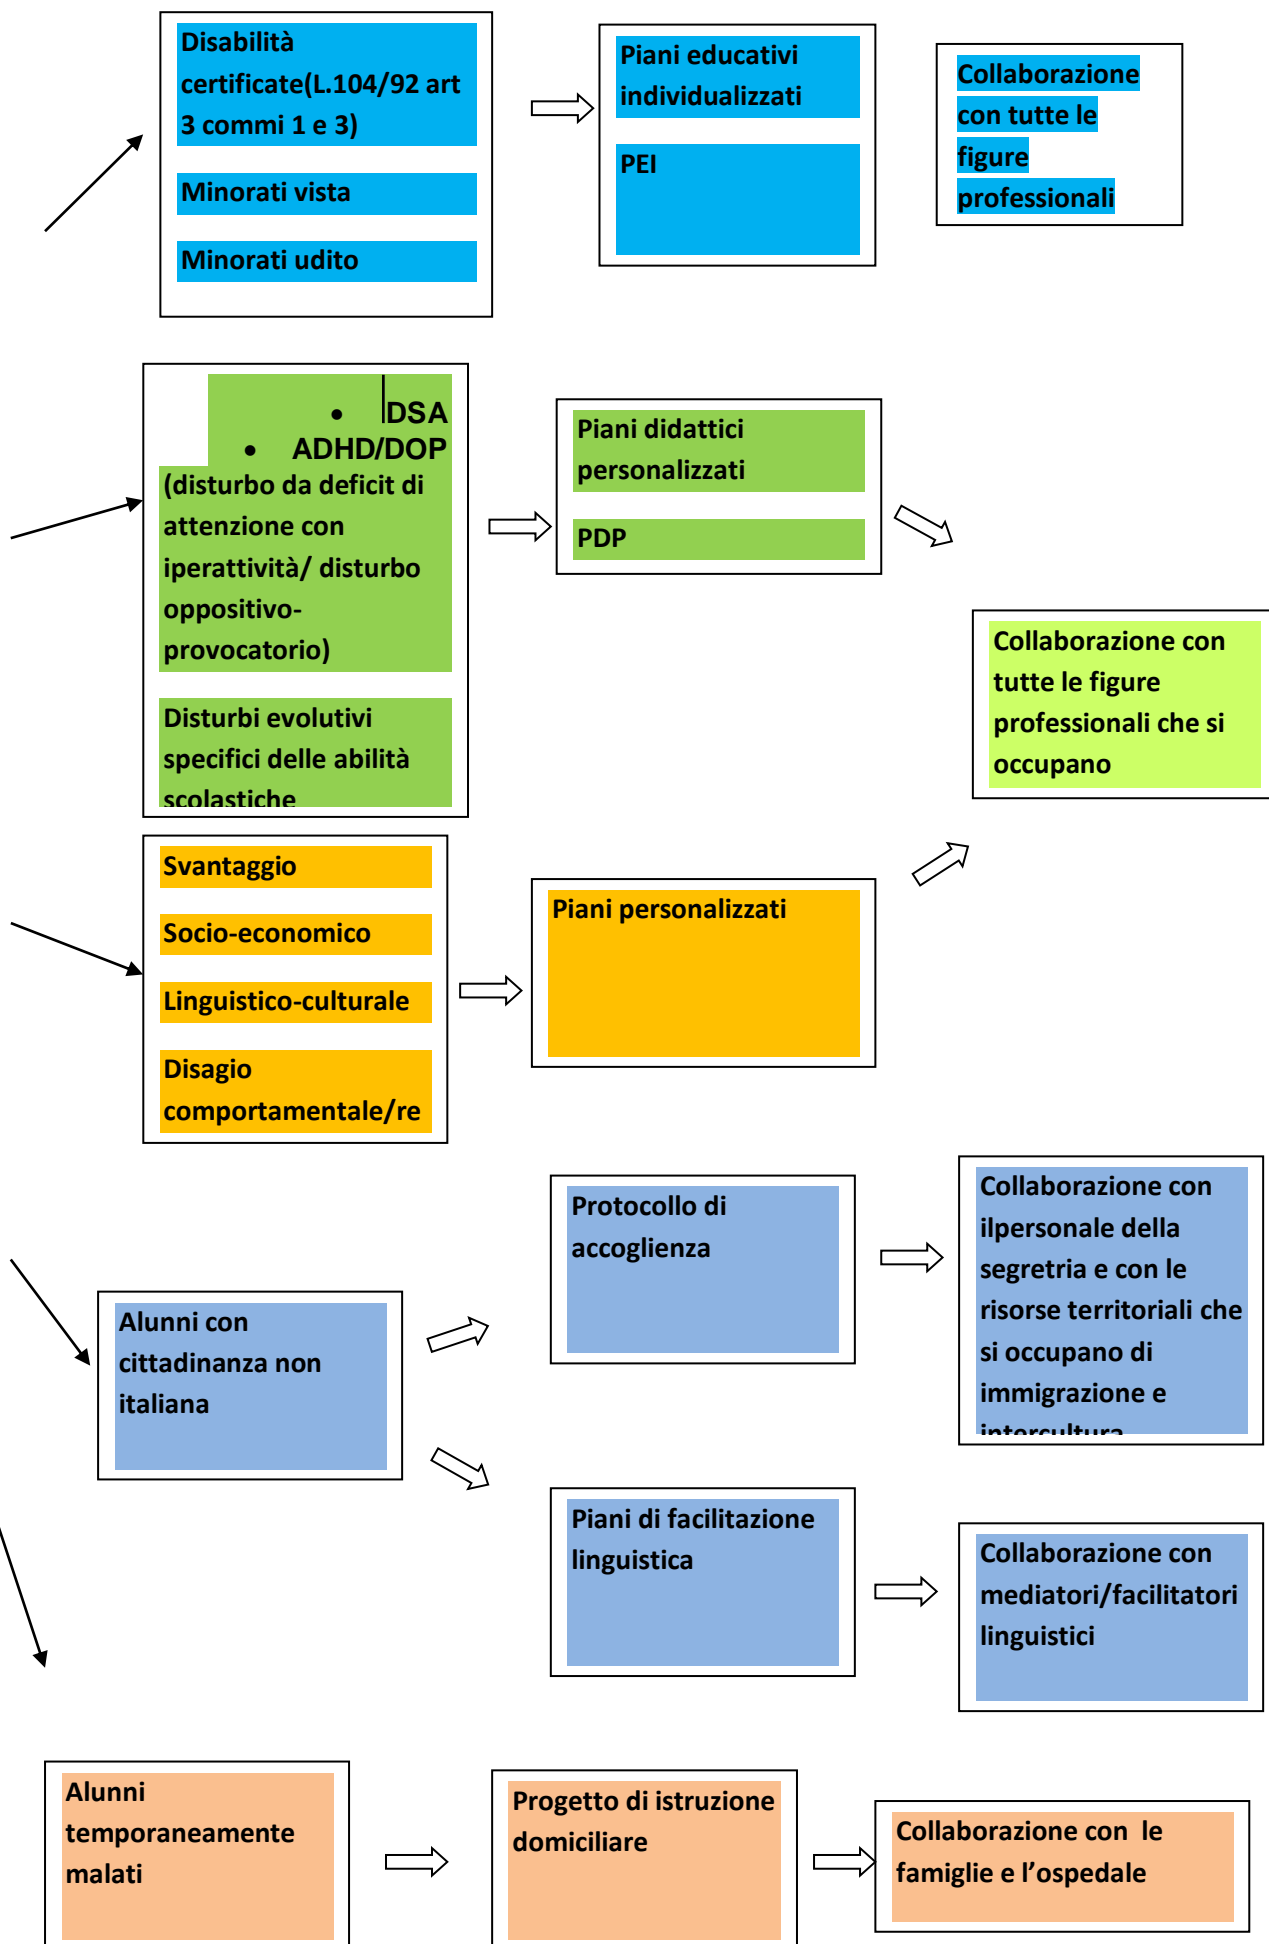 Disabilità
certificate(L.104/92 art
3 commi 1 e 3)
Minorati vista
Minorati udito
Piani educativi
individualizzati
PEI
Collaborazione
con tutte le
figure
professionali
• DSA
• ADHD/DOP
(disturbo da deficit di
attenzione con
iperattività/ disturbo
oppositivo-
provocatorio)
Disturbi evolutivi
specifici delle abilità
scolastiche
Piani didattici
personalizzati
PDP
Collaborazione con
tutte le figure
professionali che si
occupano
Svantaggio
Socio-economico
Linguistico-culturale
Disagio
comportamentale/re
Piani personalizzati
Alunni con
cittadinanza non
italiana
Protocollo di
accoglienza
Collaborazione con
ilpersonale della
segretria e con le
risorse territoriali che
si occupano di
immigrazione e
intercultura
Piani di facilitazione
linguistica
Collaborazione con
mediatori/facilitatori
linguistici
Alunni
temporaneamente
malati
Progetto di istruzione
domiciliare
Collaborazione con  le
famiglie e l’ospedale